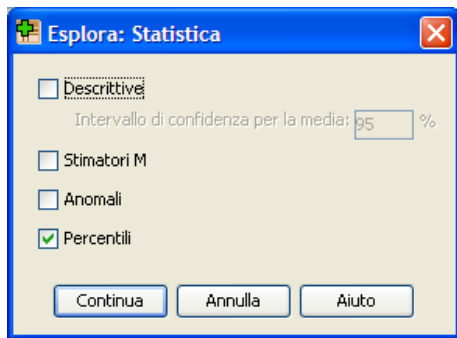 Esplora: Statistica
Descrittive
Intervallo di confidenza per la media: 95 %
Stimatori M
Anomali
Percentili
Continua Annulla Aiuto